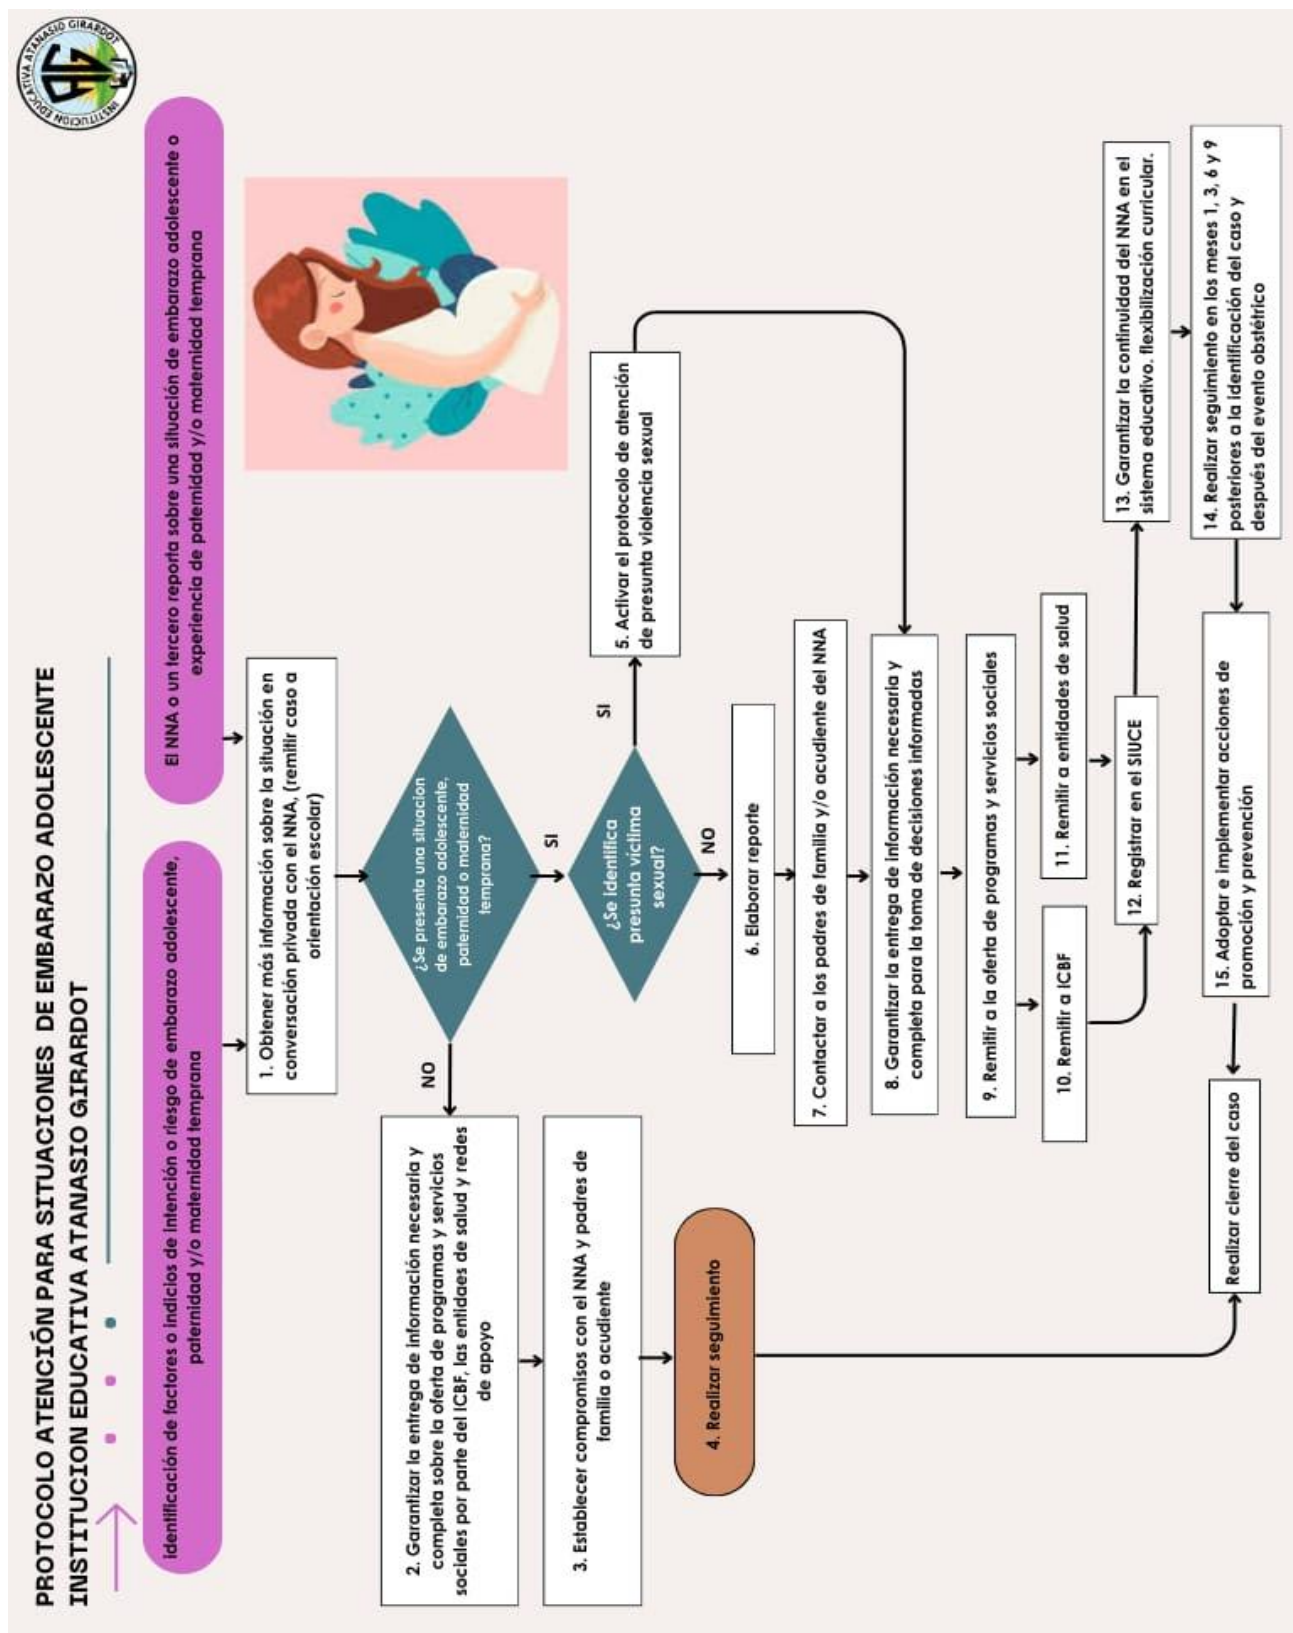 PROTOCOLO ATENCIÓN PARA SITUACIONES DE EMBARAZO ADOLESCENTE
INSTITUCION EDUCATIVA ATANASIO GIRARDOT
INSTITUCION EDUCATIVA ATANASIO GIRARDOT
Identificación de factores o indicios de intención o riesgo de embarazo adolescente,
paternidad y/o maternidad temprana
El NNA o un tercero reporta sobre una situación de embarazo adolescente o
experiencia de paternidad y/o maternidad temprana
1. Obtener más información sobre la situación en
conversación privada con el NNA, (remitir caso a
orientación escolar)
¿Se presenta una situacion
de embarazo adolescente,
paternidad o maternidad
temprana?
NO
SI
2. Garantizar la entrega de información necesaria y
completa sobre la oferta de programas y servicios
sociales por parte del ICBF, las entidaes de salud y redes
de apoyo
3. Establecer compromisos con el NNA y padres de
familia o acudiente
4. Realizar seguimiento
¿Se identifica
presunta víctima
sexual?
SI
NO
5. Activar el protocolo de atención
de presunta violencia sexual
6. Elaborar reporte
7. Contactar a los padres de familia y/o acudiente del NNA
8. Garantizar la entrega de información necesaria y
completa para la toma de decisiones informadas
9. Remitir a la oferta de programas y servicios sociales
10. Remitir a ICBF
11. Remitir a entidades de salud
12. Registrar en el SIUCE
13. Garantizar la continuidad del NNA en el
sistema educativo. flexibilización curricular.
14. Realizar seguimiento en los meses 1, 3, 6 y 9
posteriores a la identificación del caso y
después del evento obstétrico
15. Adoptar e implementar acciones de
promoción y prevención
Realizar cierre del caso